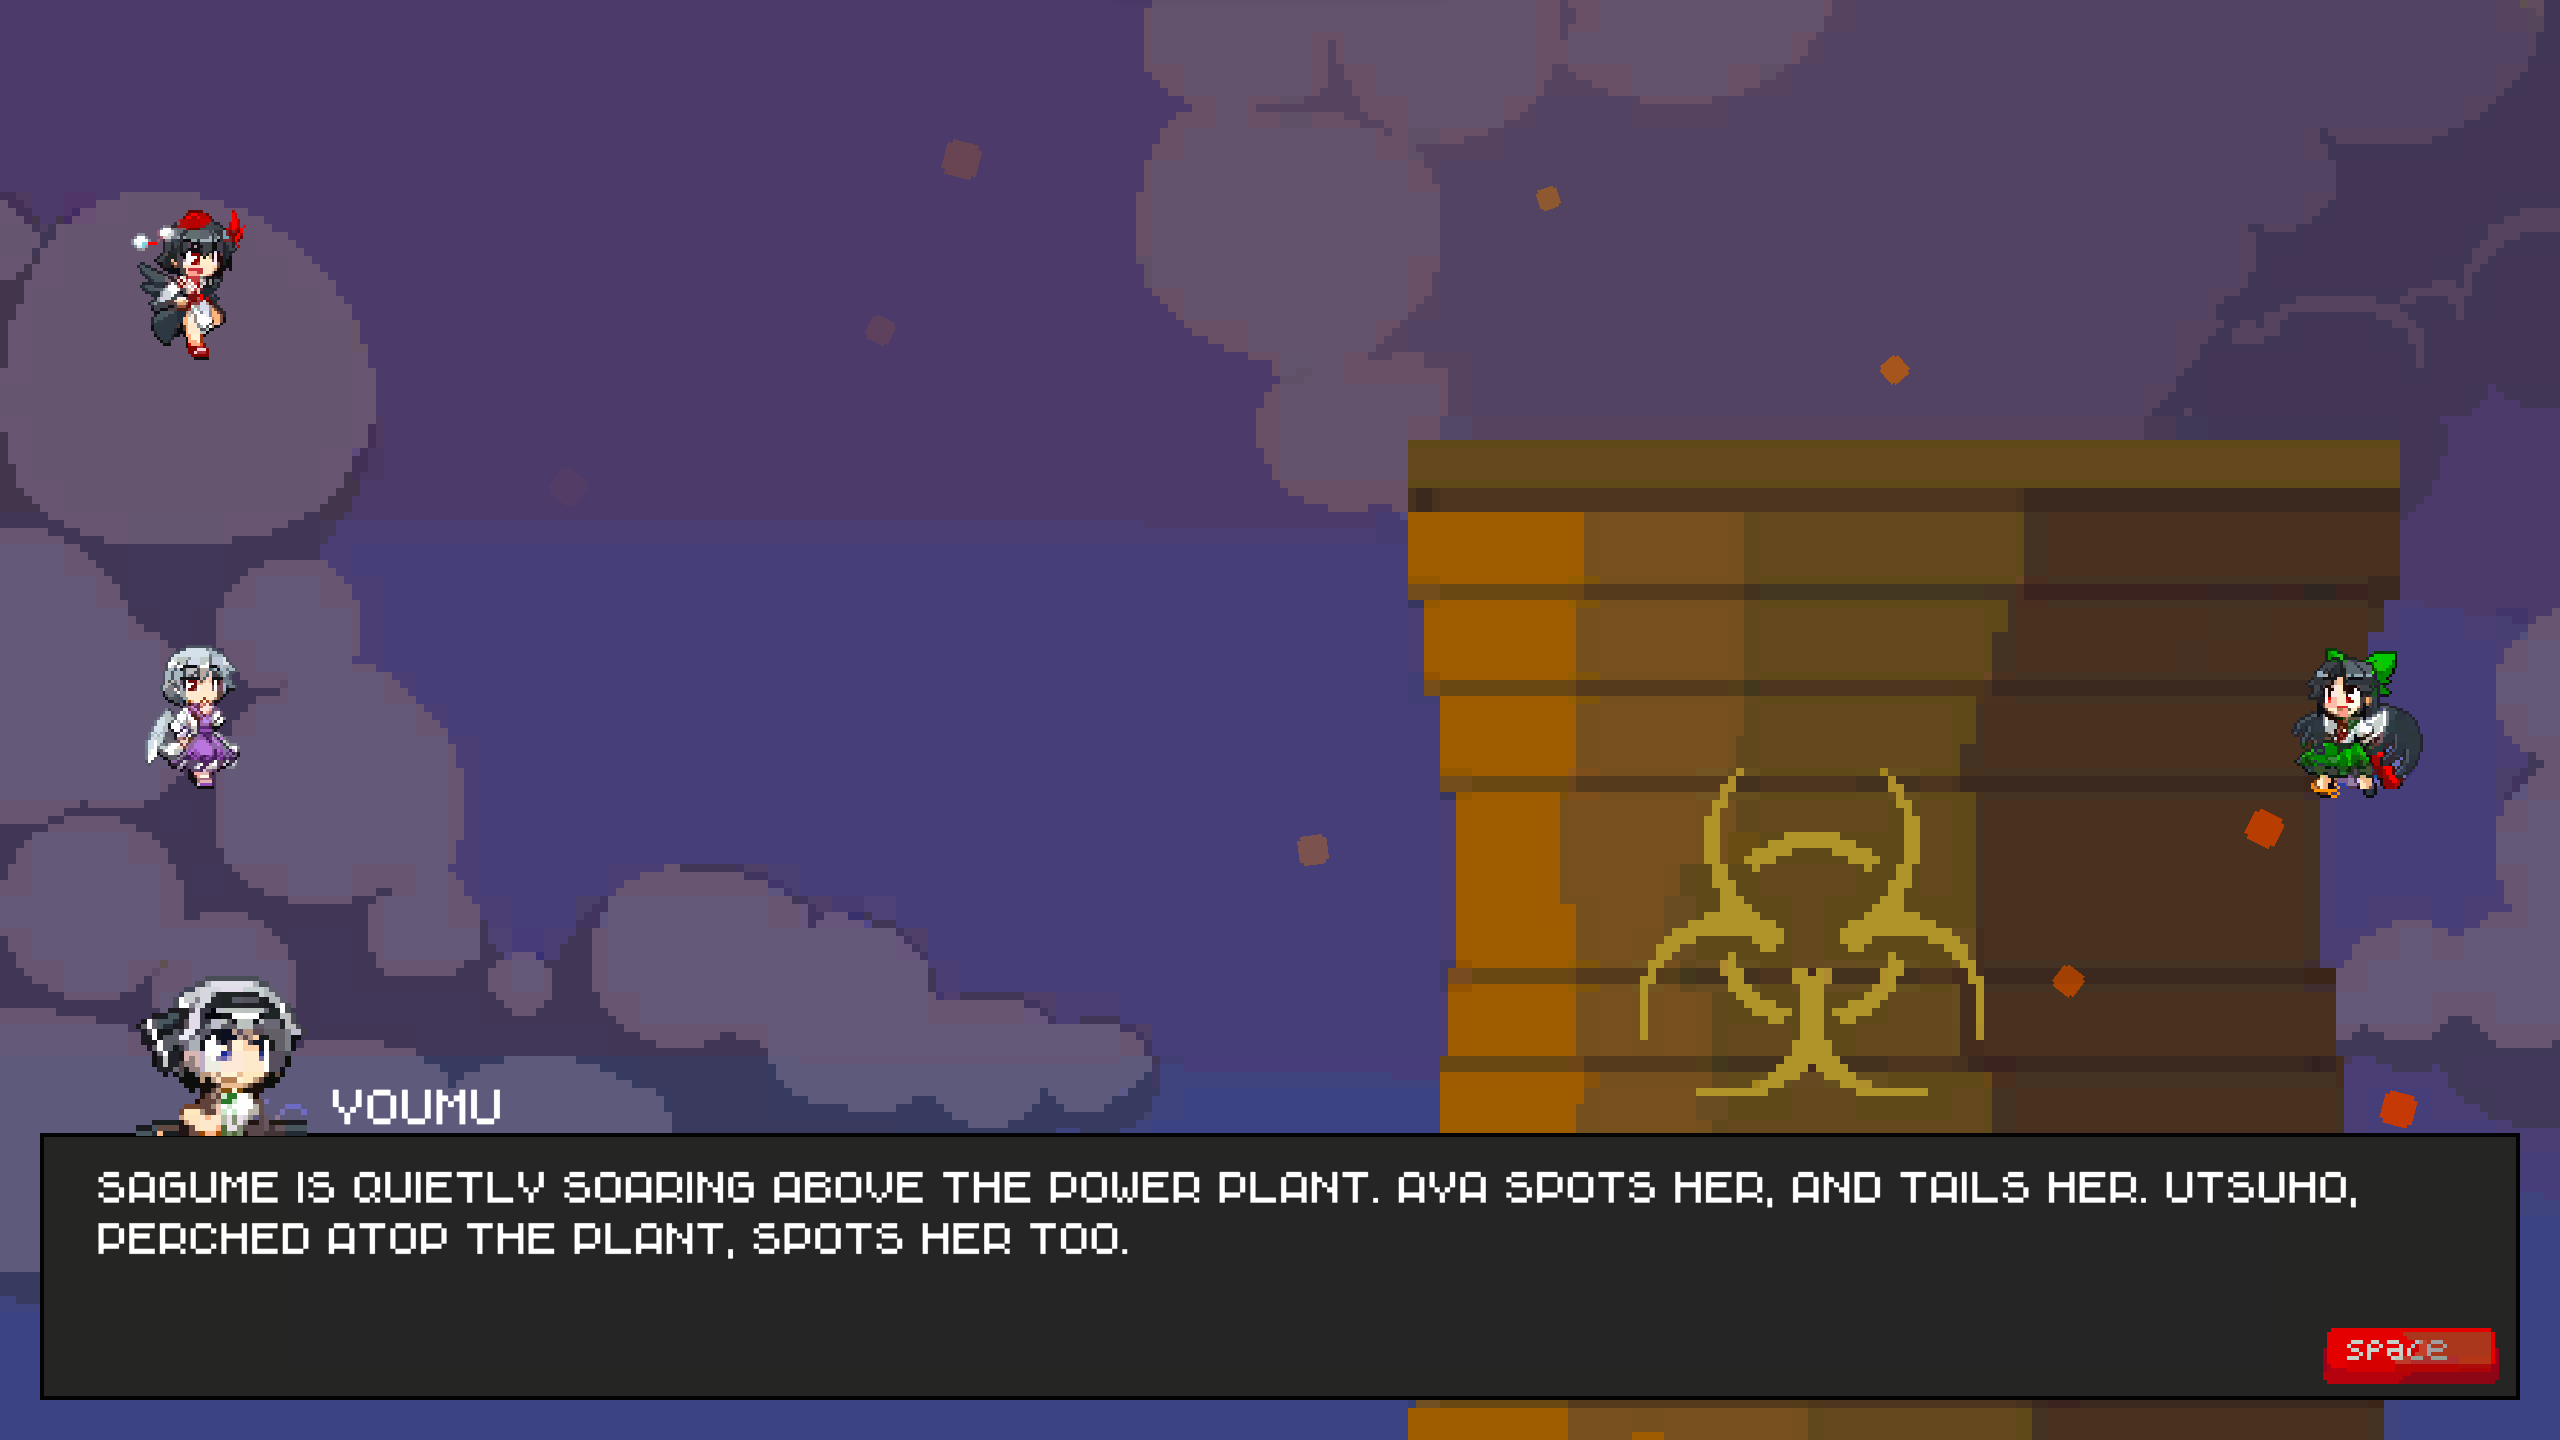 YOUMU
SAGUME IS QUIETLY SOARING ABOVE THE POWER PLANT. AYA SPOTS HER, AND TAILS HER. UTSUHO,
PERCHED ATOP THE PLANT, SPOTS HER TOO.
space